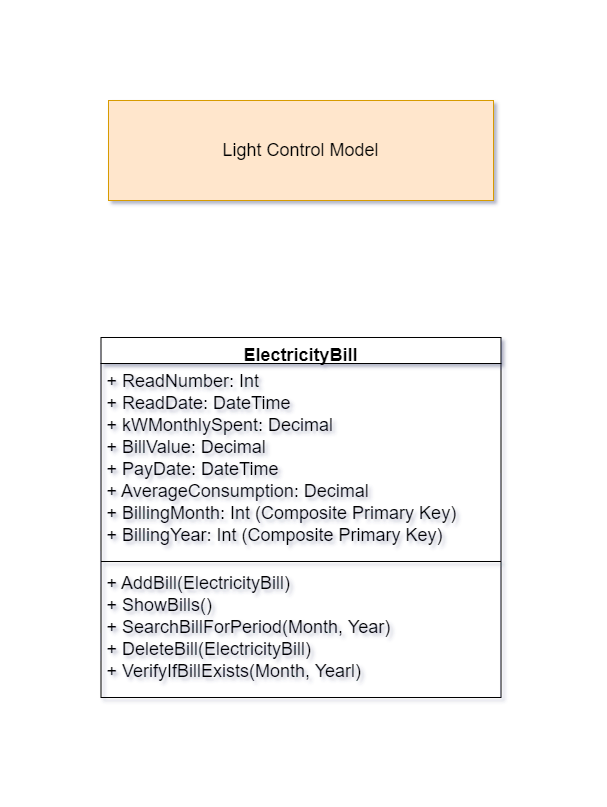 Light Control Model
ElectricityBill
+ ReadNumber: Int
+ ReadDate: DateTime
+ kWMonthlySpent: Decimal
+ BillValue: Decimal
+ PayDate: DateTime
+ AverageConsumption: Decimal
+ BillingMonth: Int (Composite Primary Key)
+ BillingYear: Int (Composite Primary Key)
+ AddBill(ElectricityBill)
+ ShowBills()
+ SearchBillForPeriod(Month, Year)
+ DeleteBill(ElectricityBill)
+ VerifyIfBillExists(Month, Yearl)